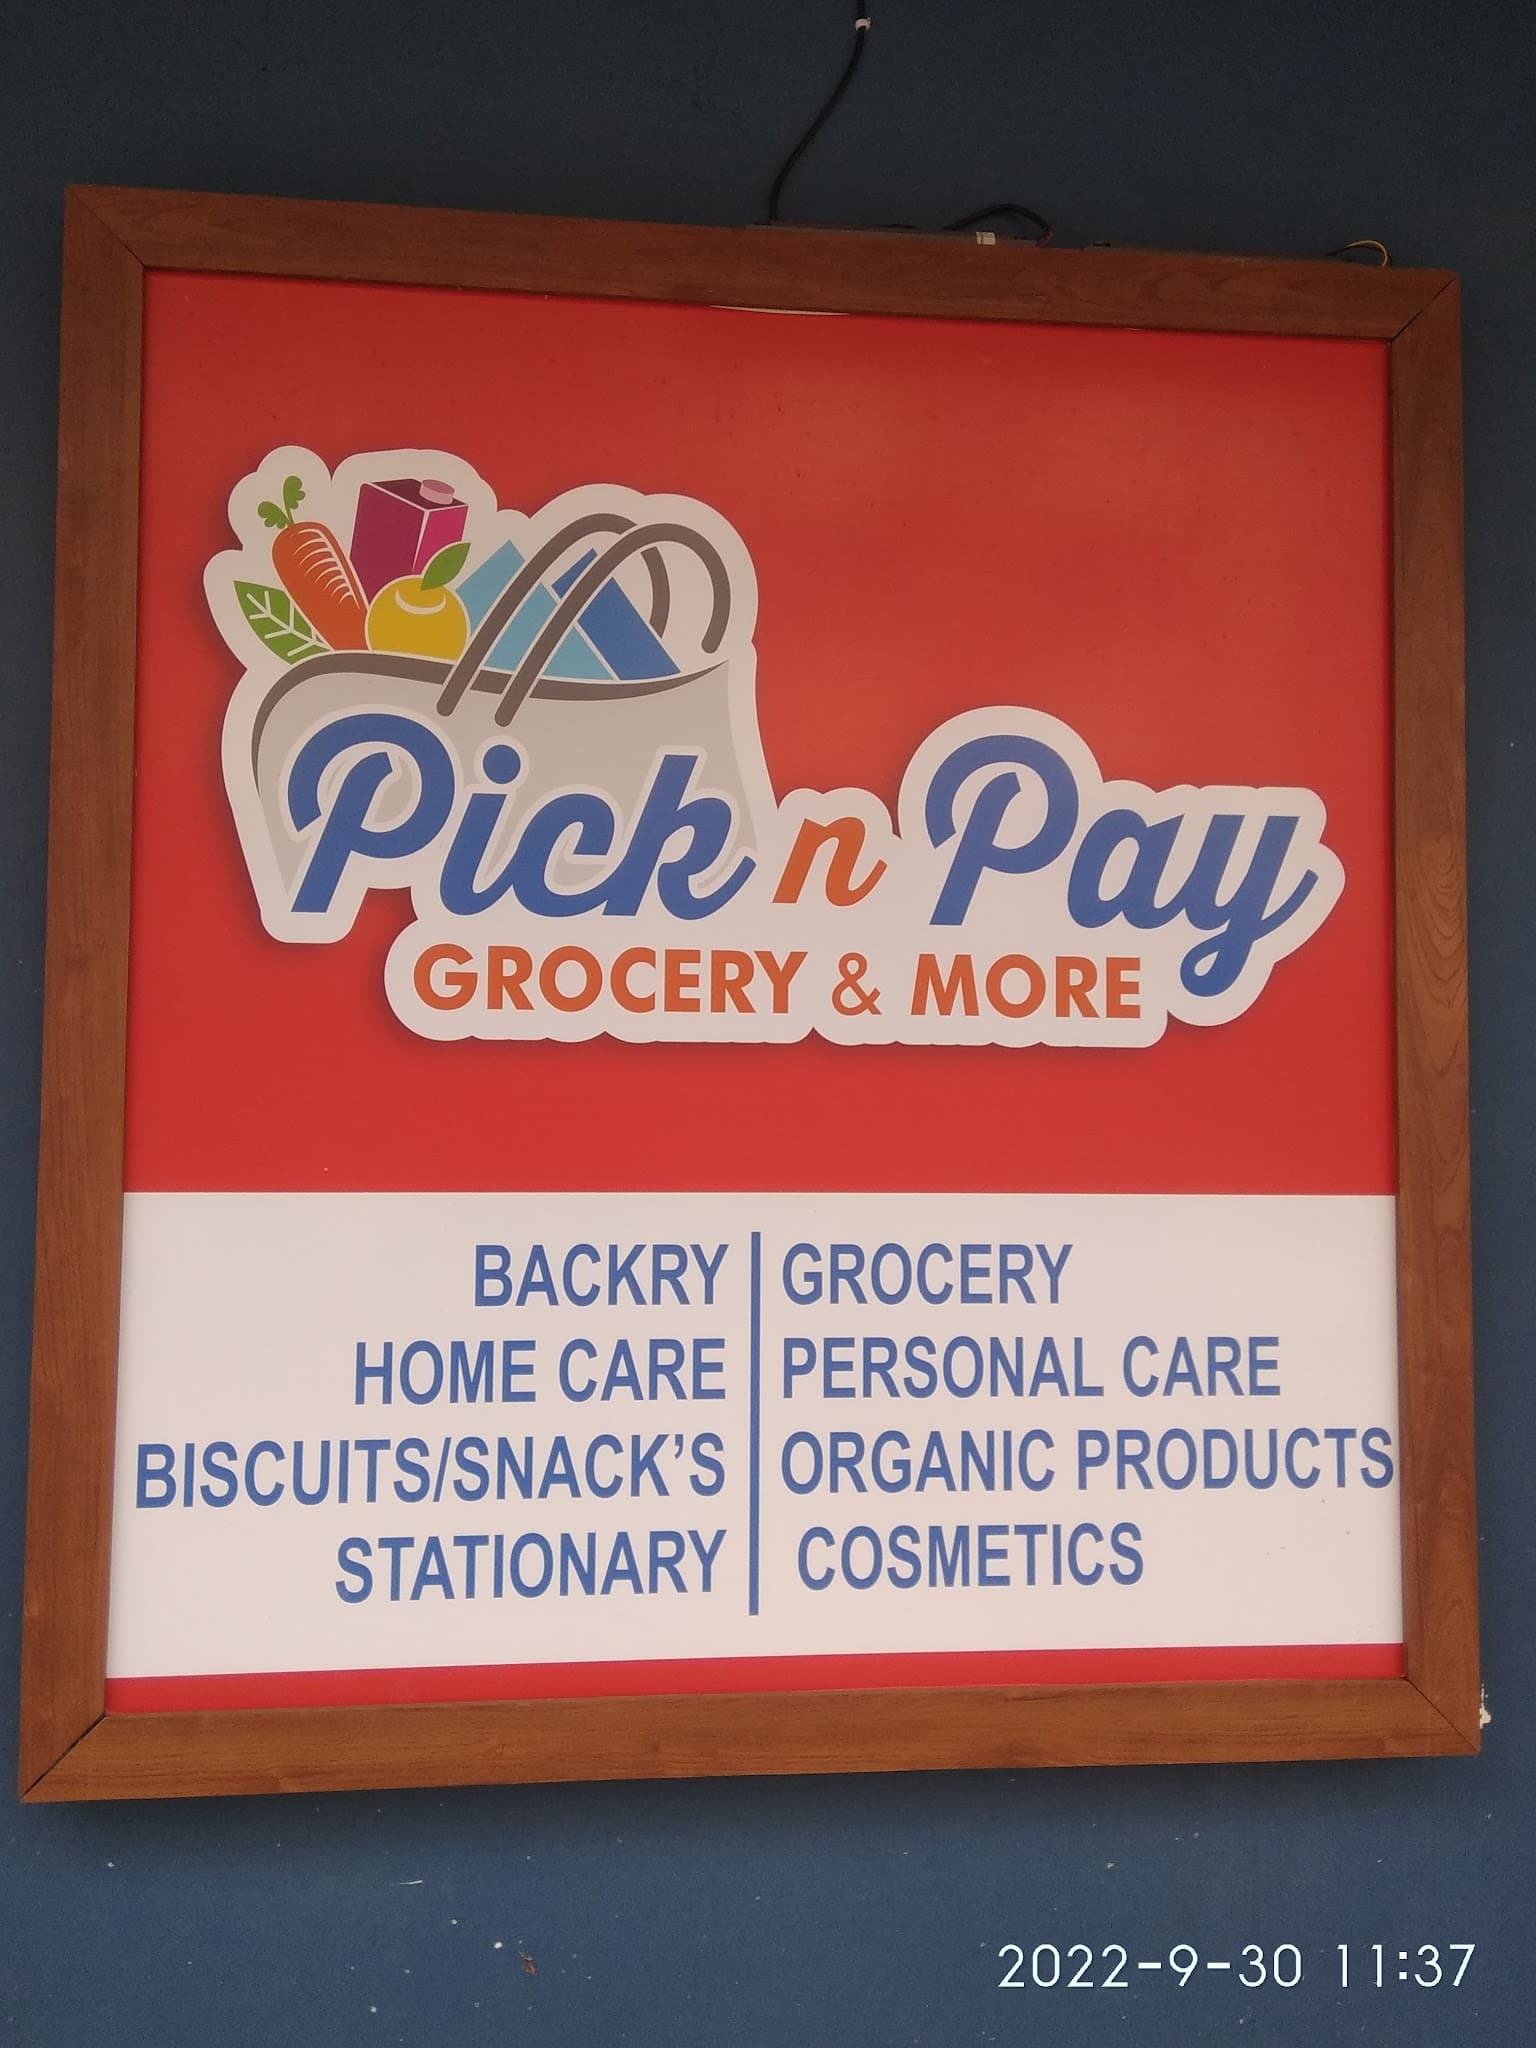 Pick n Pay
GROCERY & MORE
BACKRY
HOME CARE
BISCUITS/SNACK'S
STATIONARY
GROCERY
PERSONAL CARE
ORGANIC PRODUCTS
COSMETICS
2022-9-30 11:37